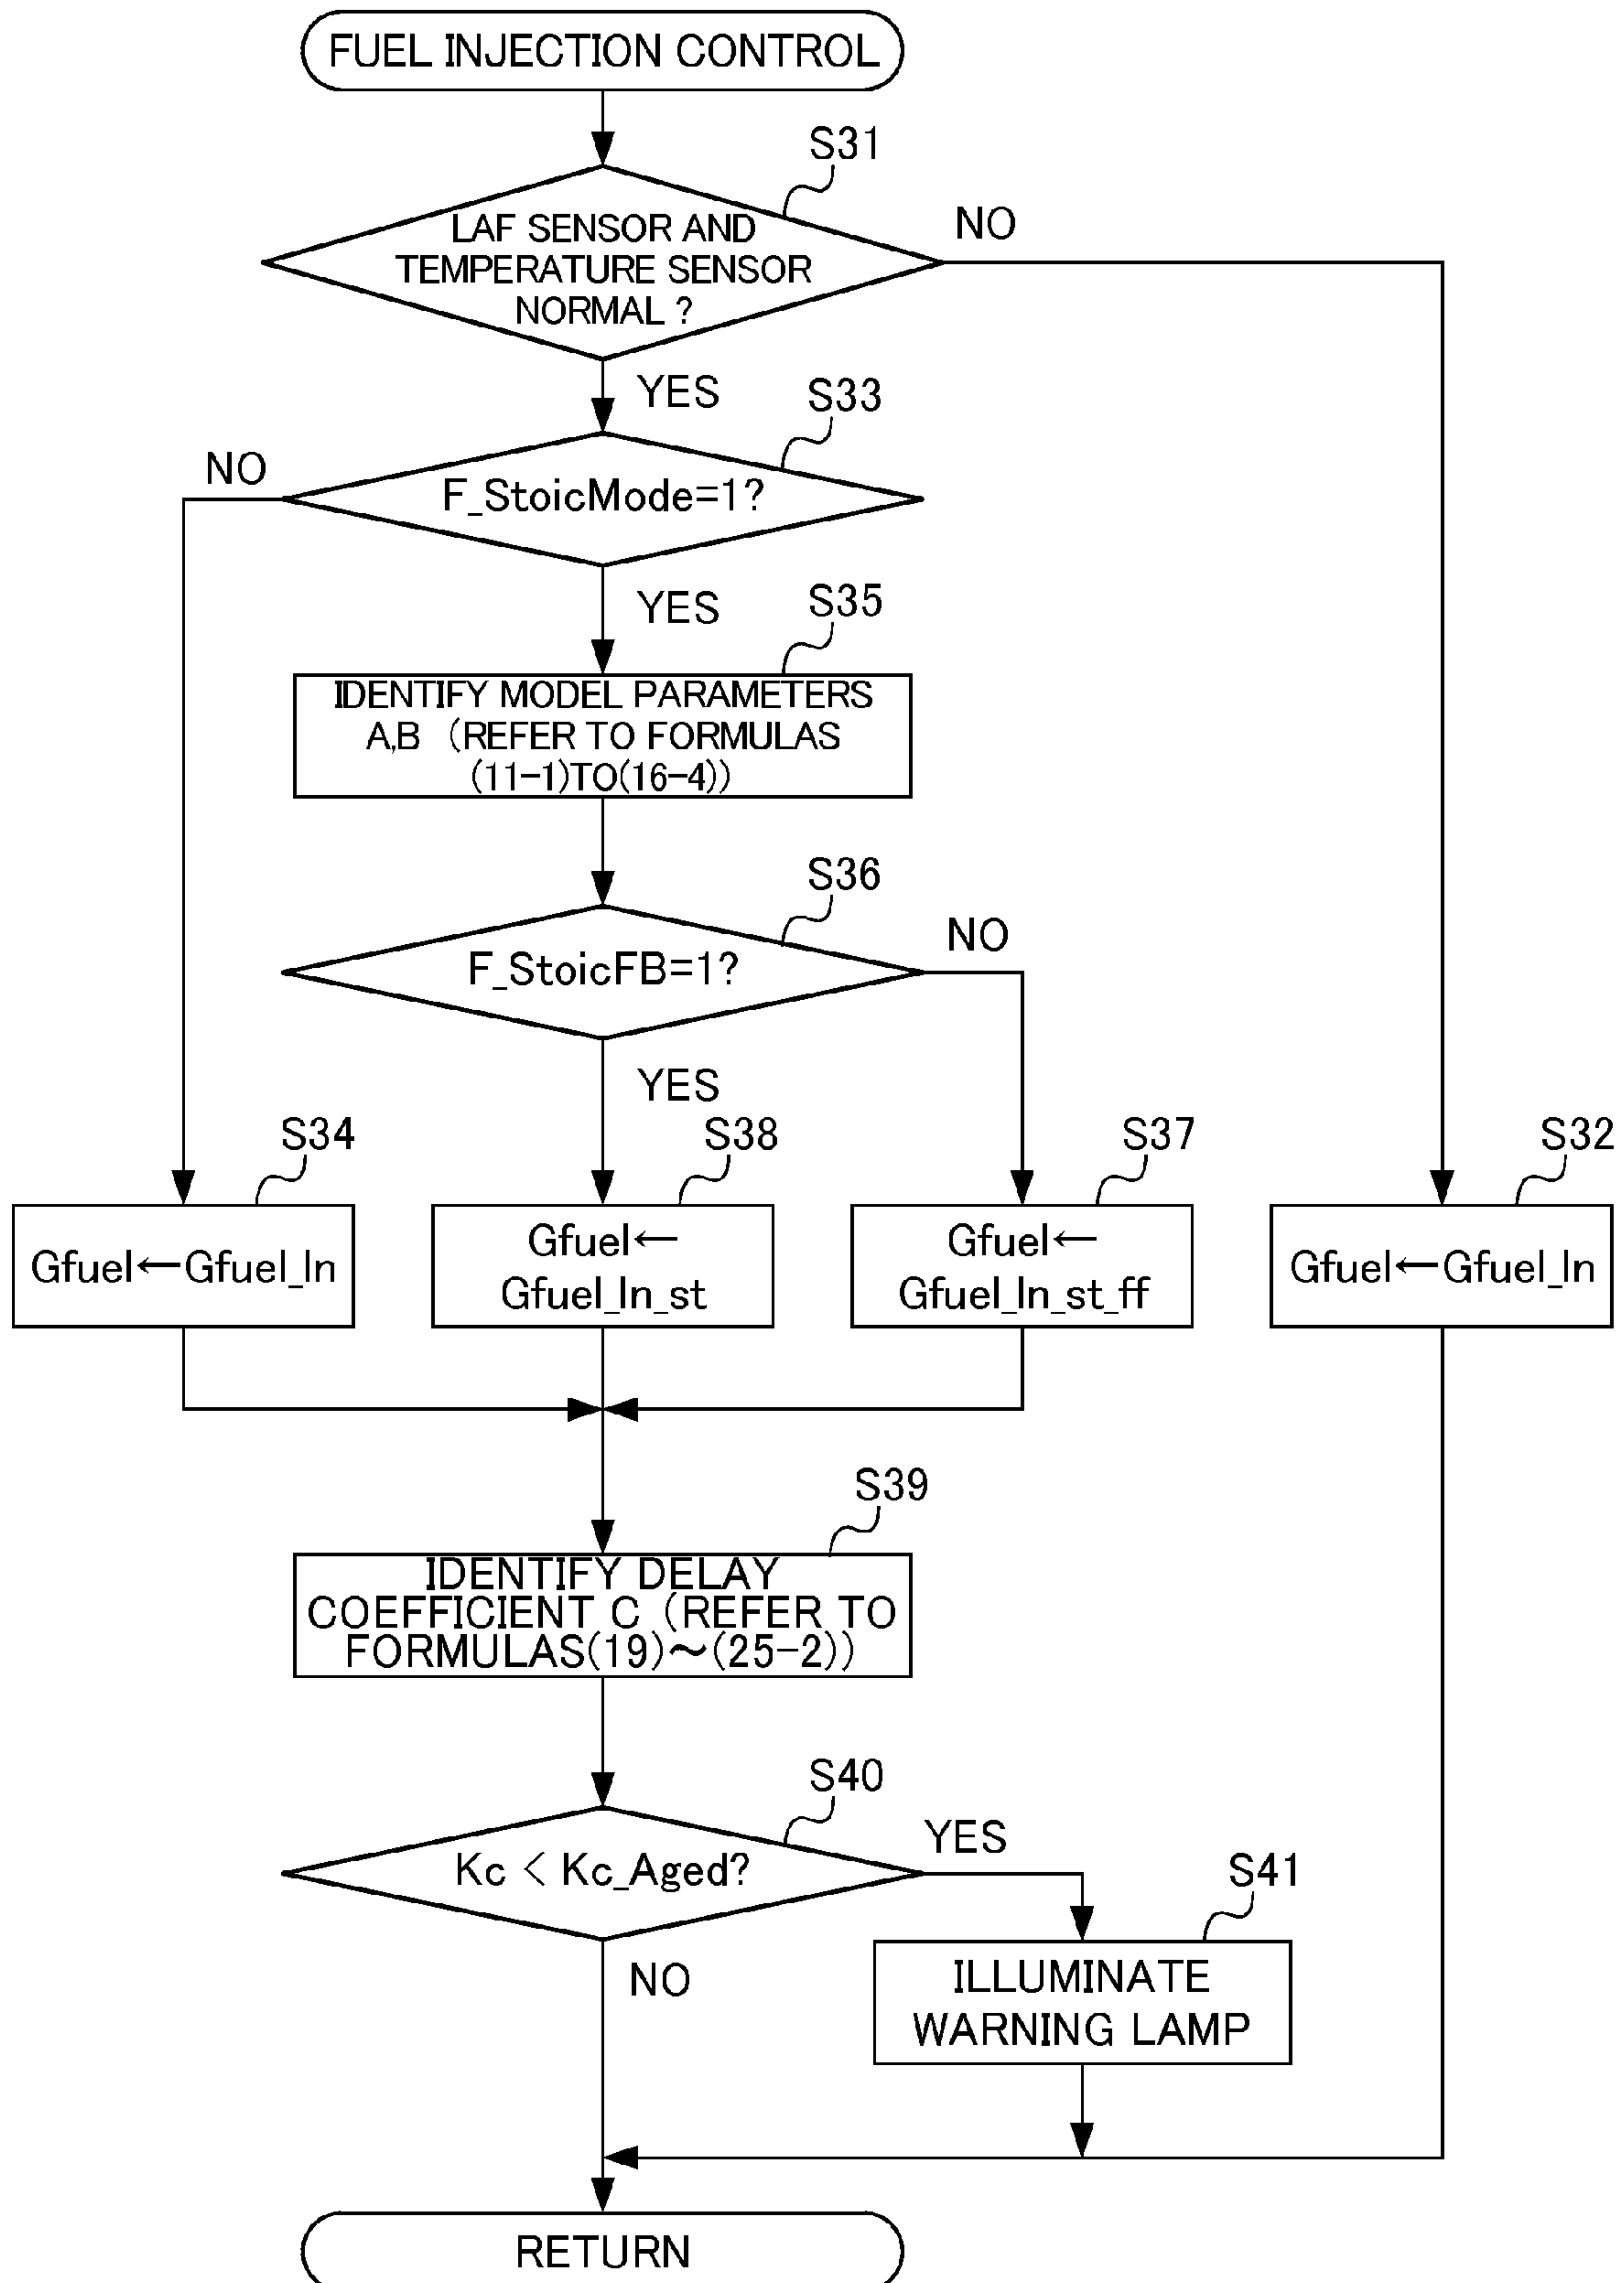 FUEL INJECTION CONTROL
S31
LAF SENSOR AND
TEMPERATURE SENSOR
NORMAL ?
NO
YES
S33
NO
F_StoicMode=1?
YES
S35
IDENTIFY MODEL PARAMETERS
A,B (REFER TO FORMULAS
(11-1)TO(16-4))
S36
F_StoicFB=1?
NO
YES
S34
S38
S37
S32
Gfuel←Gfuel_ln
Gfuel←
Gfuel_ln_st
Gfuel←
Gfuel_ln_st_ff
Gfuel←Gfuel_ln
S39
IDENTIFY DELAY
COEFFICIENT C (REFER TO
FORMULAS(19)~(25-2))
S40
Kc < Kc_Aged?
YES
S41
NO
ILLUMINATE
WARNING LAMP
RETURN